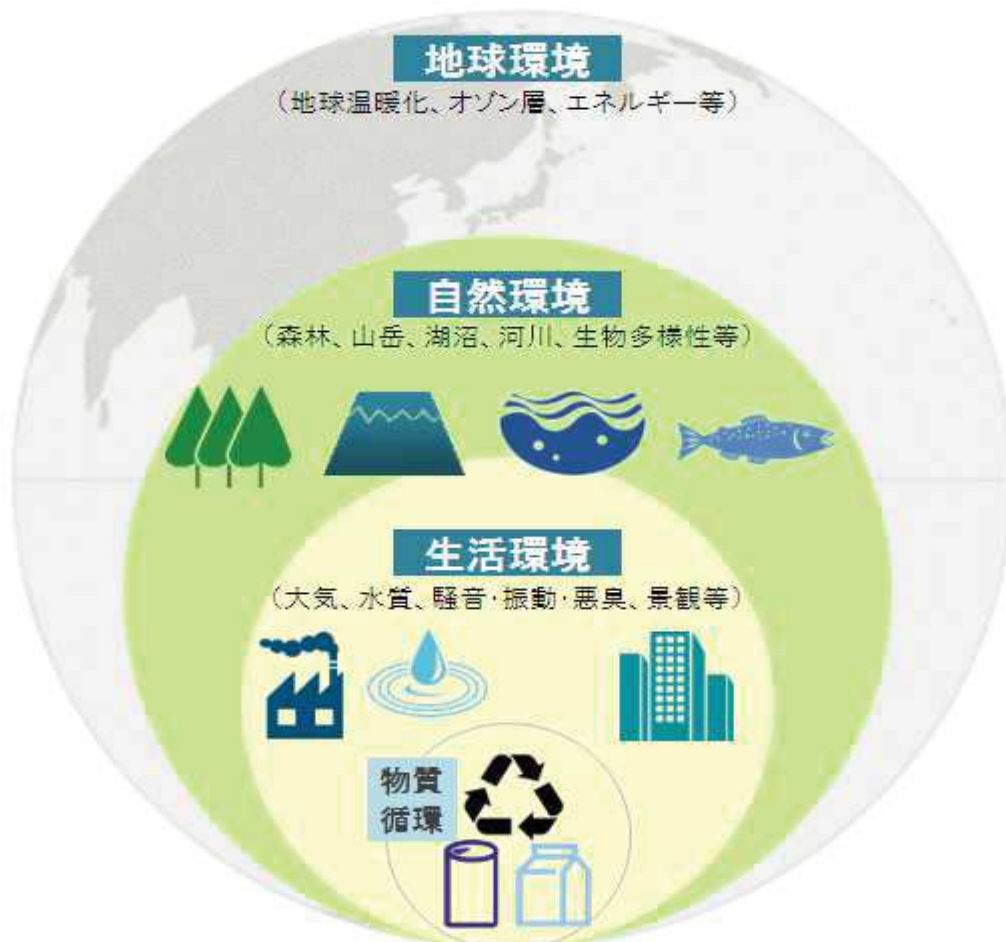 地球環境
（地球温暖化、オゾン層、エネルギー等）
自然環境
（森林、山岳、湖沼、河川、生物多様性等）
生活環境
（大気、水質、騒音・振動・悪臭、景観等）
物質
循環